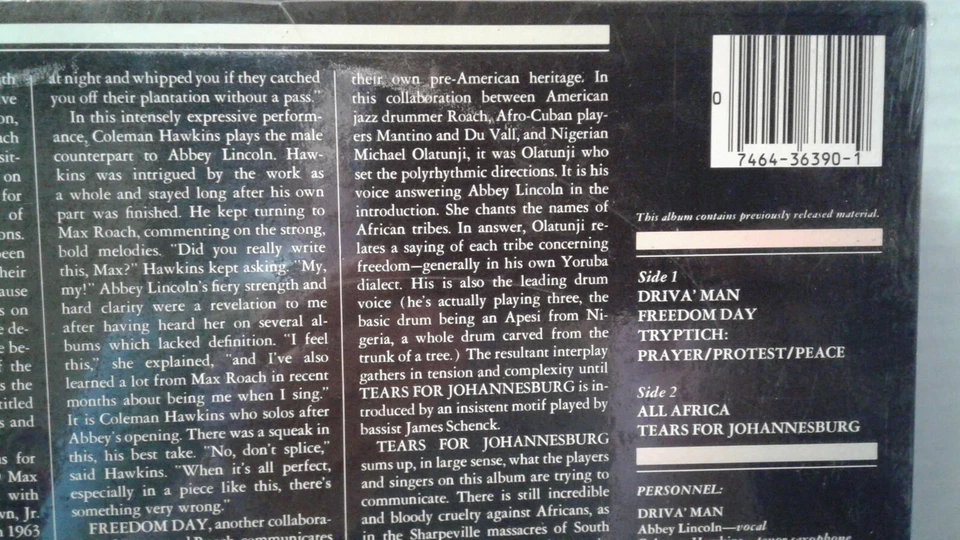 at night and whipped you if they catched
you off their plantation without a pass."
In this intensely expressive perform-
ance, Coleman Hawkins plays the male
counterpart to Abbey Lincoln. Haw-
kins was intrigued by the work as
a whole and stayed long after his own
part was finished. He kept turning to
Max Roach, commenting on the strong,
bold melodies. "Did you really write
this, Max?" Hawkins kept asking. "My,
my!" Abbey Lincoln's fiery strength and
hard clarity were a revelation to me
after having heard her on several al-
bums which lacked definition. "I feel
this," she explained, "and I've also
learned a lot from Max Roach in recent
months about being me when I sing."
It is Coleman Hawkins who solos after
Abbey's opening. There was a squeak in
this, his best take. "No, don't splice,"
said Hawkins. "When it's all perfect,
especially in a piece like this, there's
something very wrong."
FREEDOM DAY, another collabora-
their own pre-American heritage. In
this collaboration between American
jazz drummer Roach, Afro-Cuban play-
ers Mantino and Du Vall, and Nigerian
Michael Olatunji, it was Olatunji who
set the polyrhythmic directions. It is his
voice answering Abbey Lincoln in the
introduction. She chants the names of
African tribes. In answer, Olatunji re-
lates a saying of each tribe concerning
freedom—generally in his own Yoruba
dialect. His is also the leading drum
voice (he's actually playing three, the
basic drum being an Apesi from Ni-
geria, a whole drum carved from the
trunk of a tree.) The resultant interplay
gathers in tension and complexity until
TEARS FOR JOHANNESBURG is in-
troduced by an insistent motif played by
bassist James Schenck.
TEARS FOR JOHANNESBURG
sums up, in large sense, what the players
and singers on this album are trying to
communicate. There is still incredible
and bloody cruelty against Africans, as
in the Sharpeville massacres of South
0
7464-36390-1
This album contains previously released material.
Side 1
DRIVA' MAN
FREEDOM DAY
TRYPTICH:
PRAYER/PROTEST/PEACE
Side 2
ALL AFRICA
TEARS FOR JOHANNESBURG
PERSONNEL:
DRIVA' MAN
Abbey Lincoln—vocal